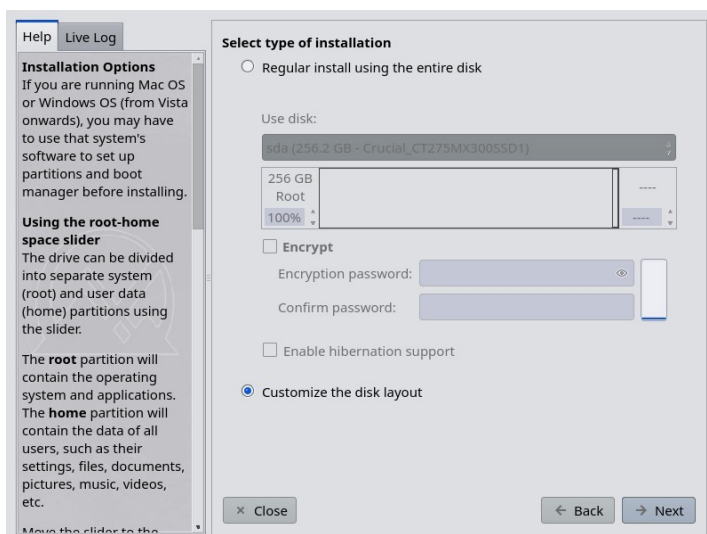 Help
Live Log
Installation Options
If you are running Mac OS
or Windows OS (from Vista
onwards), you may have
to use that system's
software to set up
partitions and boot
manager before installing.
Using the root-home
space slider
The drive can be divided
into separate system
(root) and user data
(home) partitions using
the slider.
The root partition will
contain the operating
system and applications.
The home partition will
contain the data of all
users, such as their
settings, files, documents,
pictures, music, videos,
etc.
Move the slider to the
Select type of installation
Regular install using the entire disk
Use disk:
sda (256.2 GB - Crucial_CT275MX300SSD1)
256 GB
Root
100%
----
----
Encrypt
Encryption password:
Confirm password:
Enable hibernation support
Customize the disk layout
Close
Back
Next